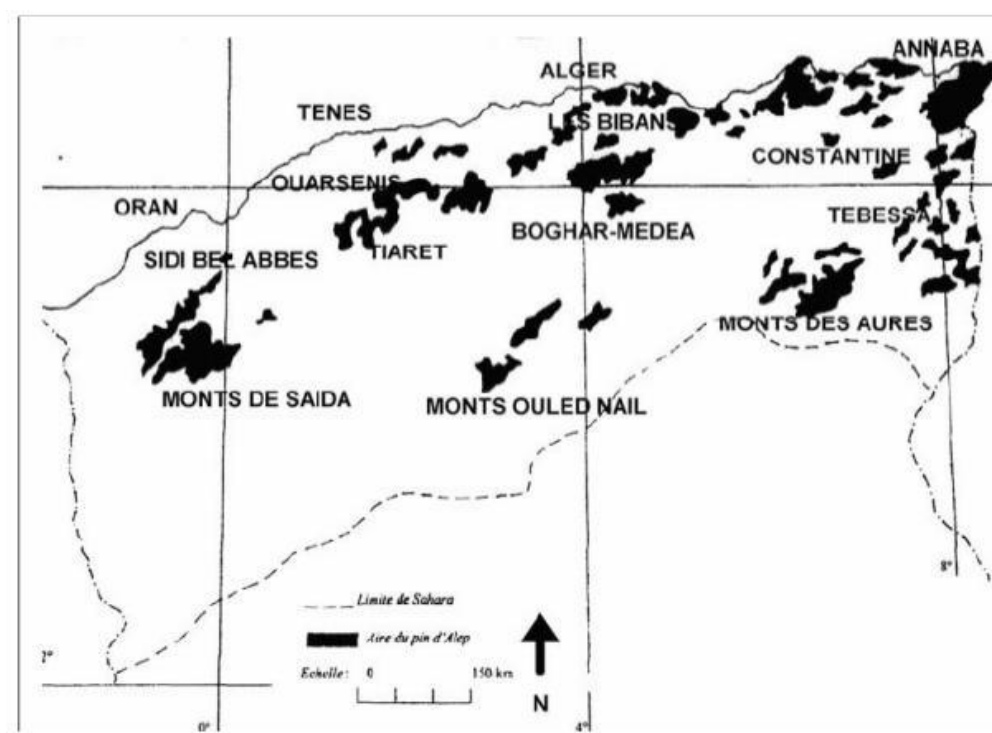 ANNABA
ALGER
TENES
LES BIBANS
CONSTANTINE
OUARSENIS
ORAN
TEBESSA
BOGHAR-MEDEA
TIARET
SIDI BEL ABBES
MONTS DES AURES
MONTS DE SAIDA
MONTS OULED NAIL
8°
Limite de Sahara
Aire du pin d'Alep
Echelle: 0 150 km
2°
N
0°
4°